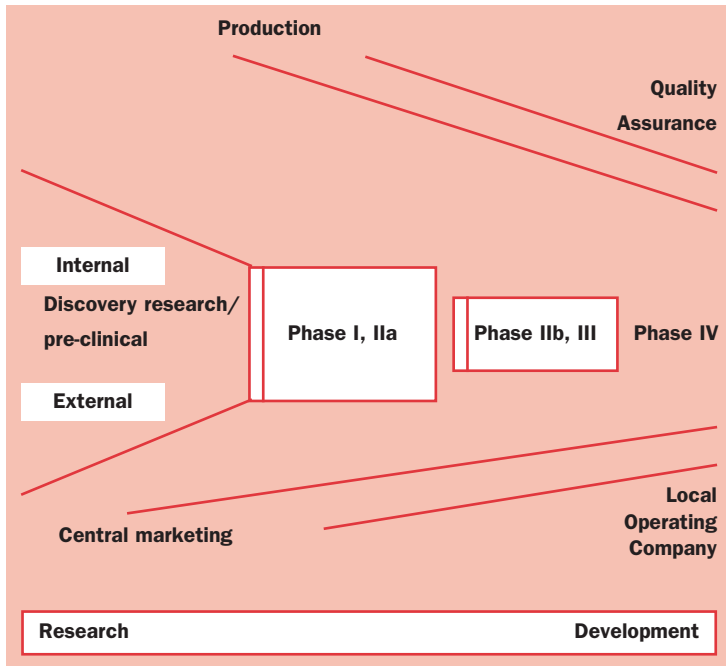 Production
Quality
Assurance
Internal
Discovery research/
pre-clinical
External
Phase I, IIa
Phase IIb, III
Phase IV
Central marketing
Local
Operating
Company
Research
Development